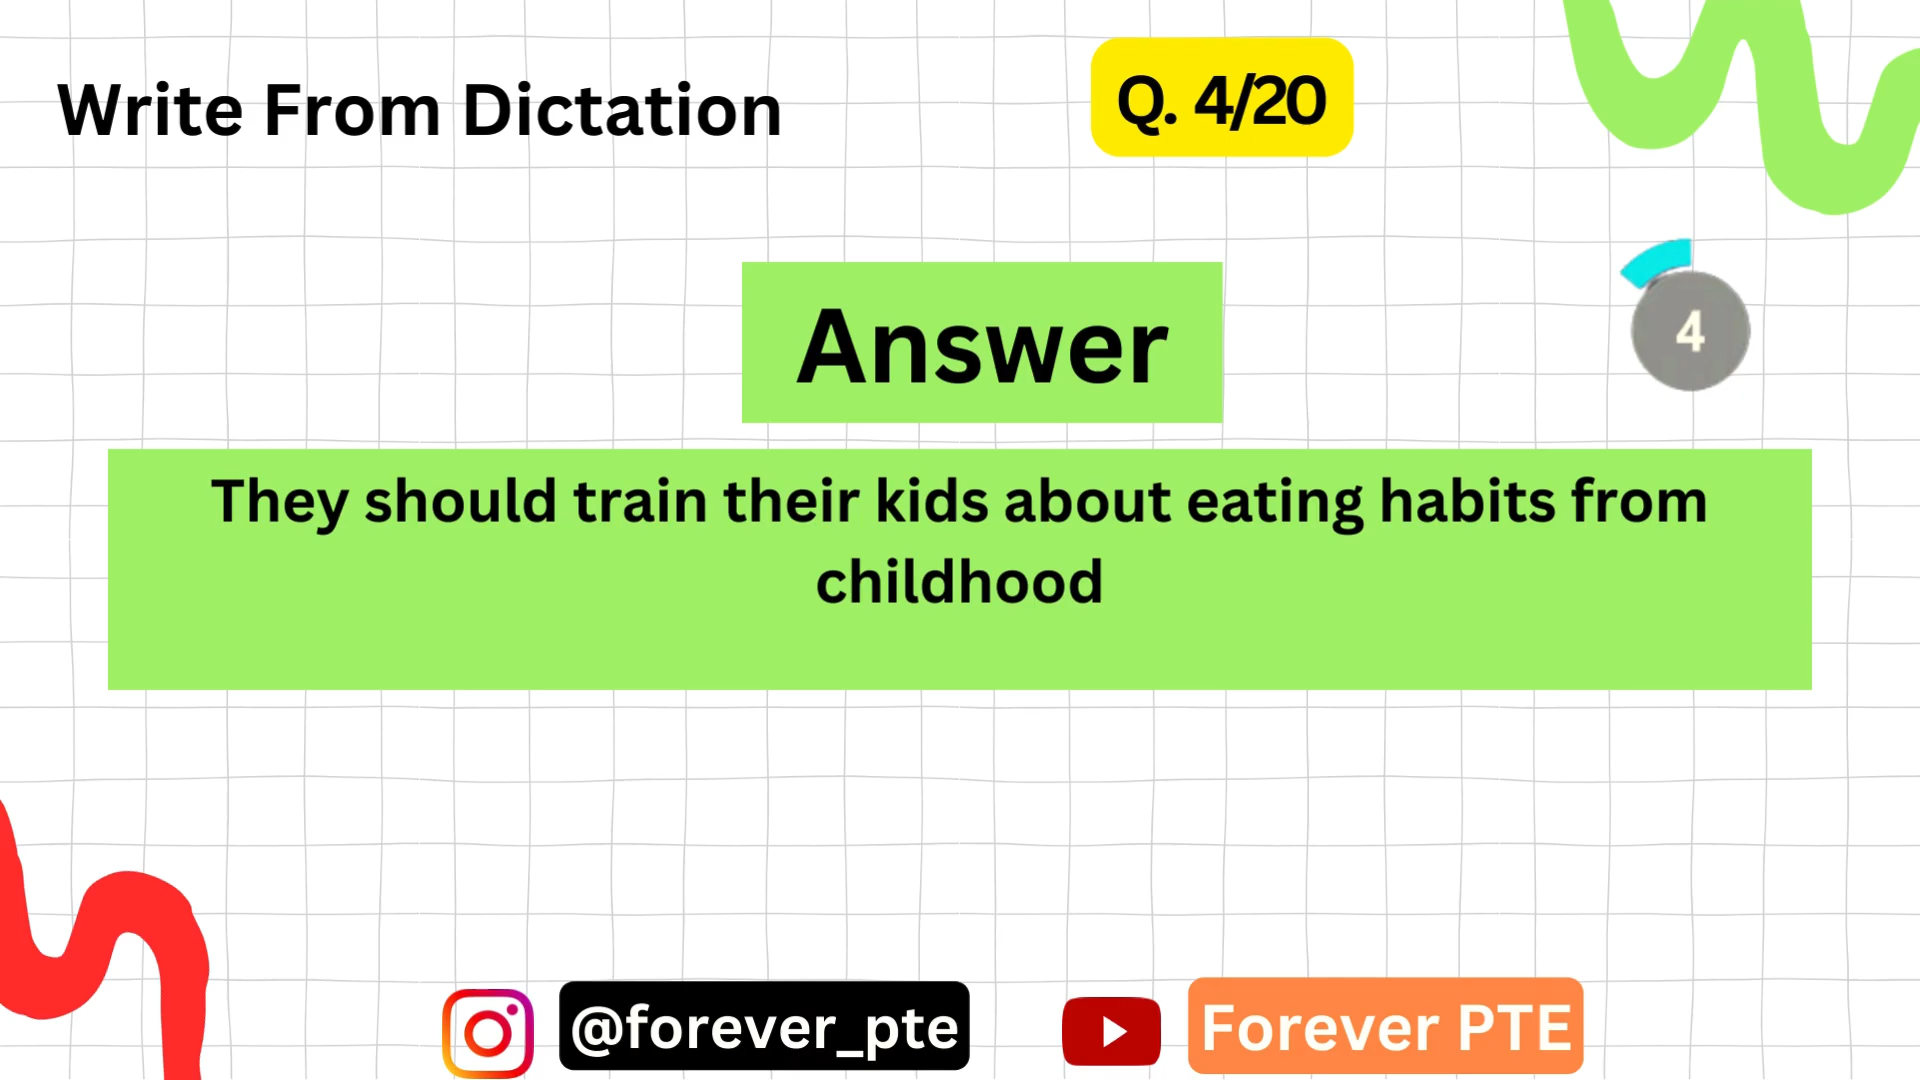 Write From Dictation
Q. 4/20
Answer
4
They should train their kids about eating habits from
childhood
@forever_pte
Forever PTE